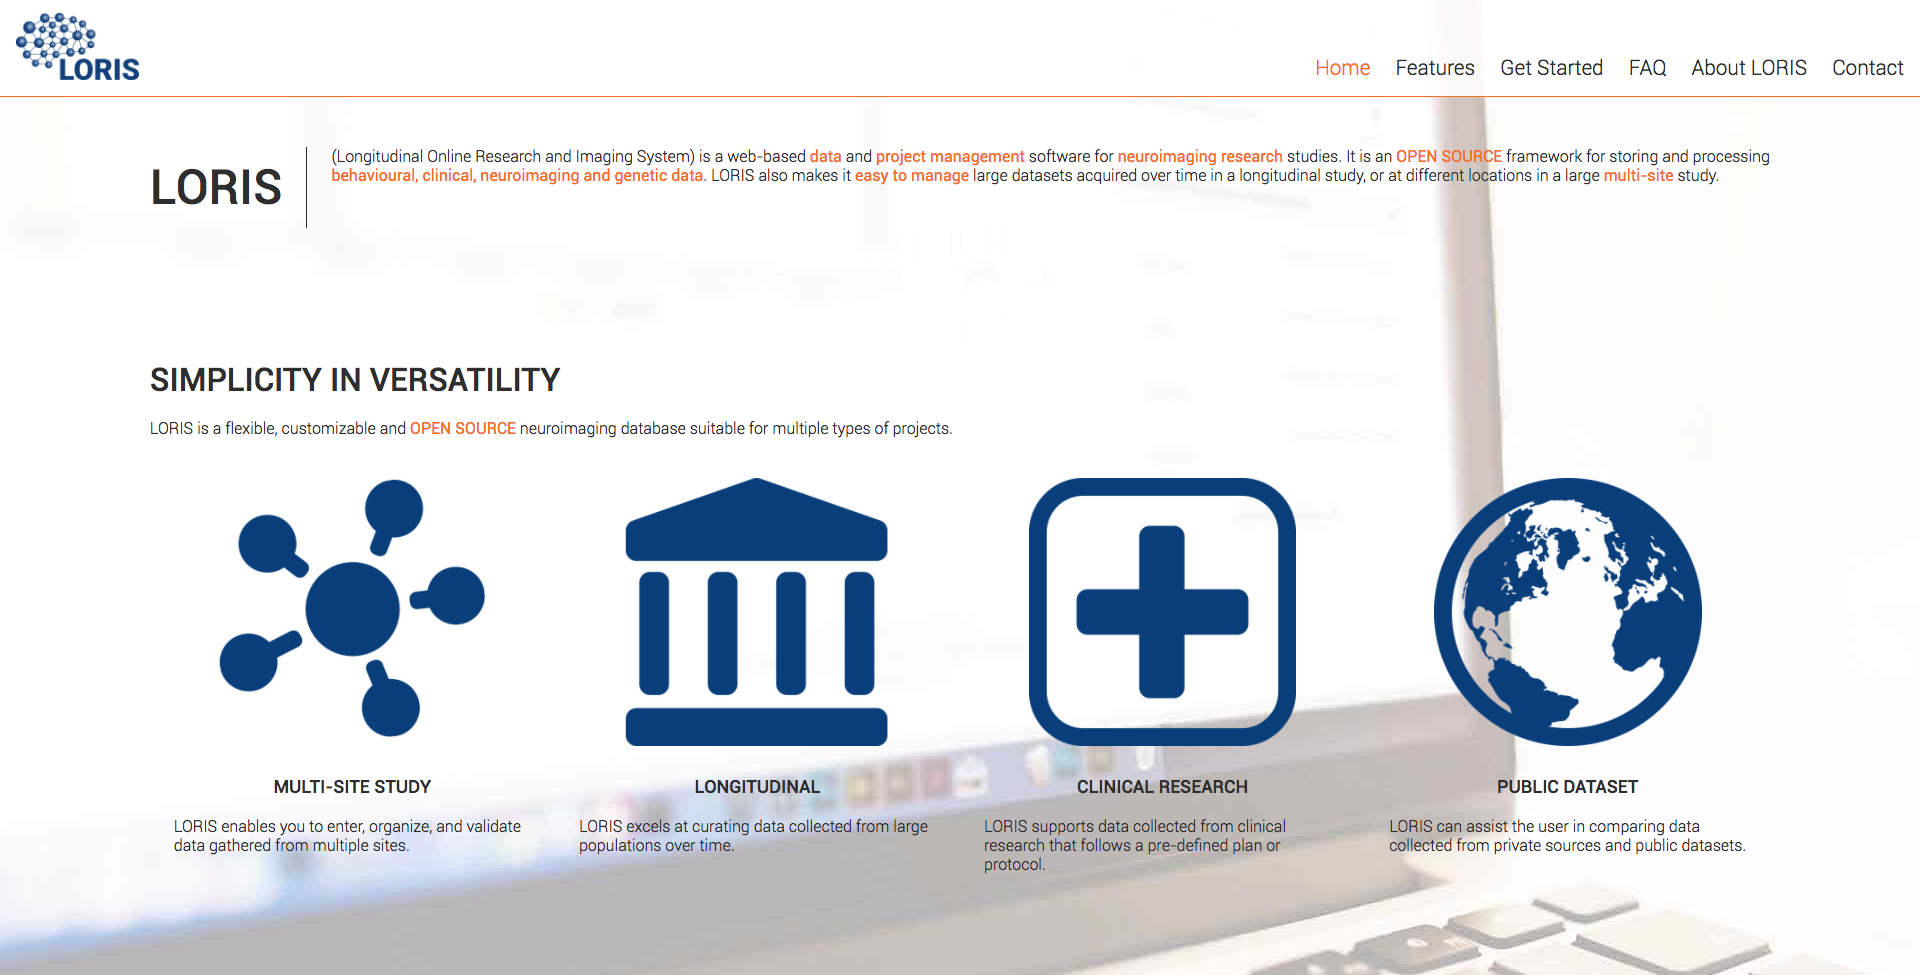 LORIS
Home Features Get Started FAQ About LORIS Contact
LORIS
(Longitudinal Online Research and Imaging System) is a web-based data and project management software for neuroimaging research studies. It is an OPEN SOURCE framework for storing and processing
behavioural, clinical, neuroimaging and genetic data. LORIS also makes it easy to manage large datasets acquired over time in a longitudinal study, or at different locations in a large multi-site study.
SIMPLICITY IN VERSATILITY
LORIS is a flexible, customizable and OPEN SOURCE neuroimaging database suitable for multiple types of projects.
MULTI-SITE STUDY
LORIS enables you to enter, organize, and validate
data gathered from multiple sites.
LONGITUDINAL
LORIS excels at curating data collected from large
populations over time.
CLINICAL RESEARCH
LORIS supports data collected from clinical
research that follows a pre-defined plan or
protocol.
PUBLIC DATASET
LORIS can assist the user in comparing data
collected from private sources and public datasets.